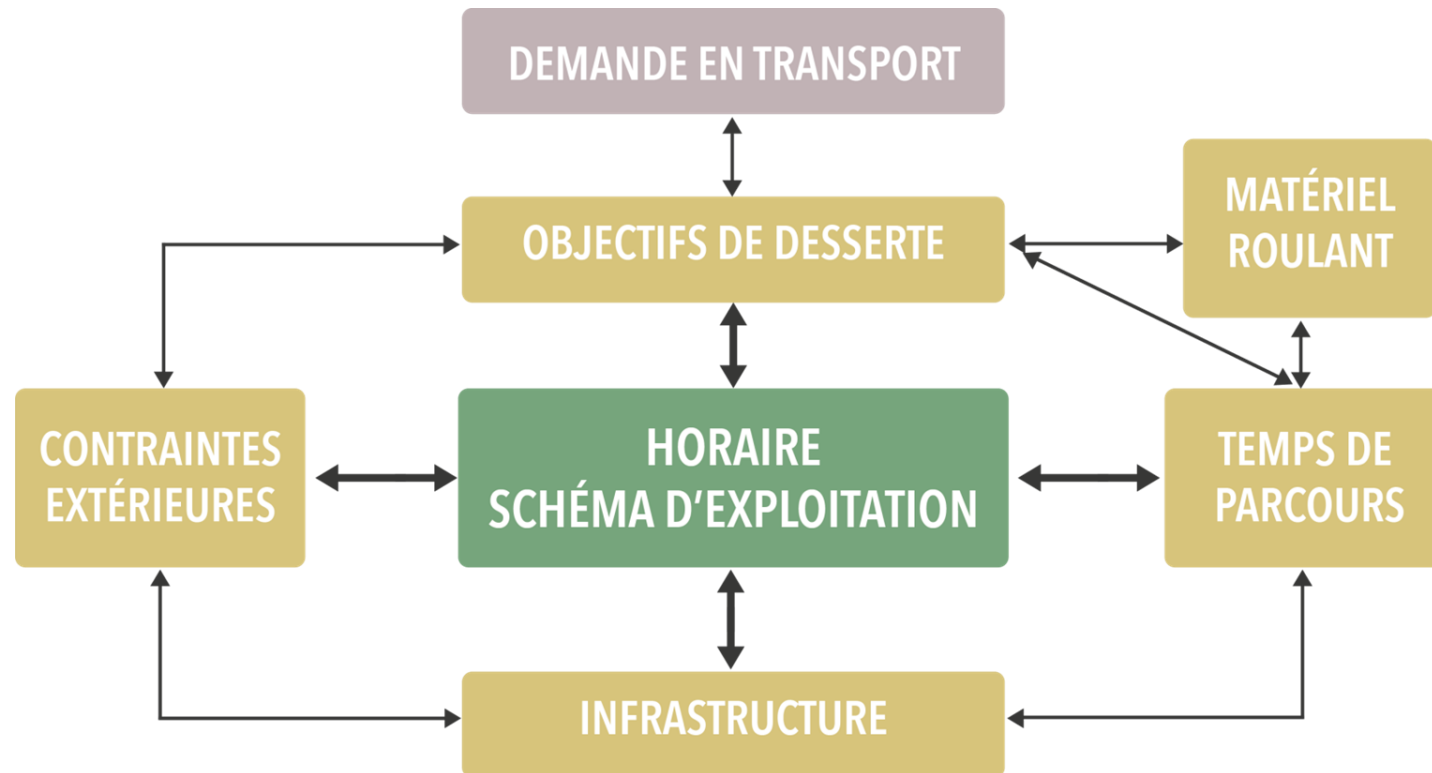 DEMANDE EN TRANSPORT
MATÉRIEL
ROULANT
OBJECTIFS DE DESSERTE
CONTRAINTES
EXTÉRIEURES
HORAIRE
SCHÉMA D'EXPLOITATION
TEMPS DE
PARCOURS
INFRASTRUCTURE